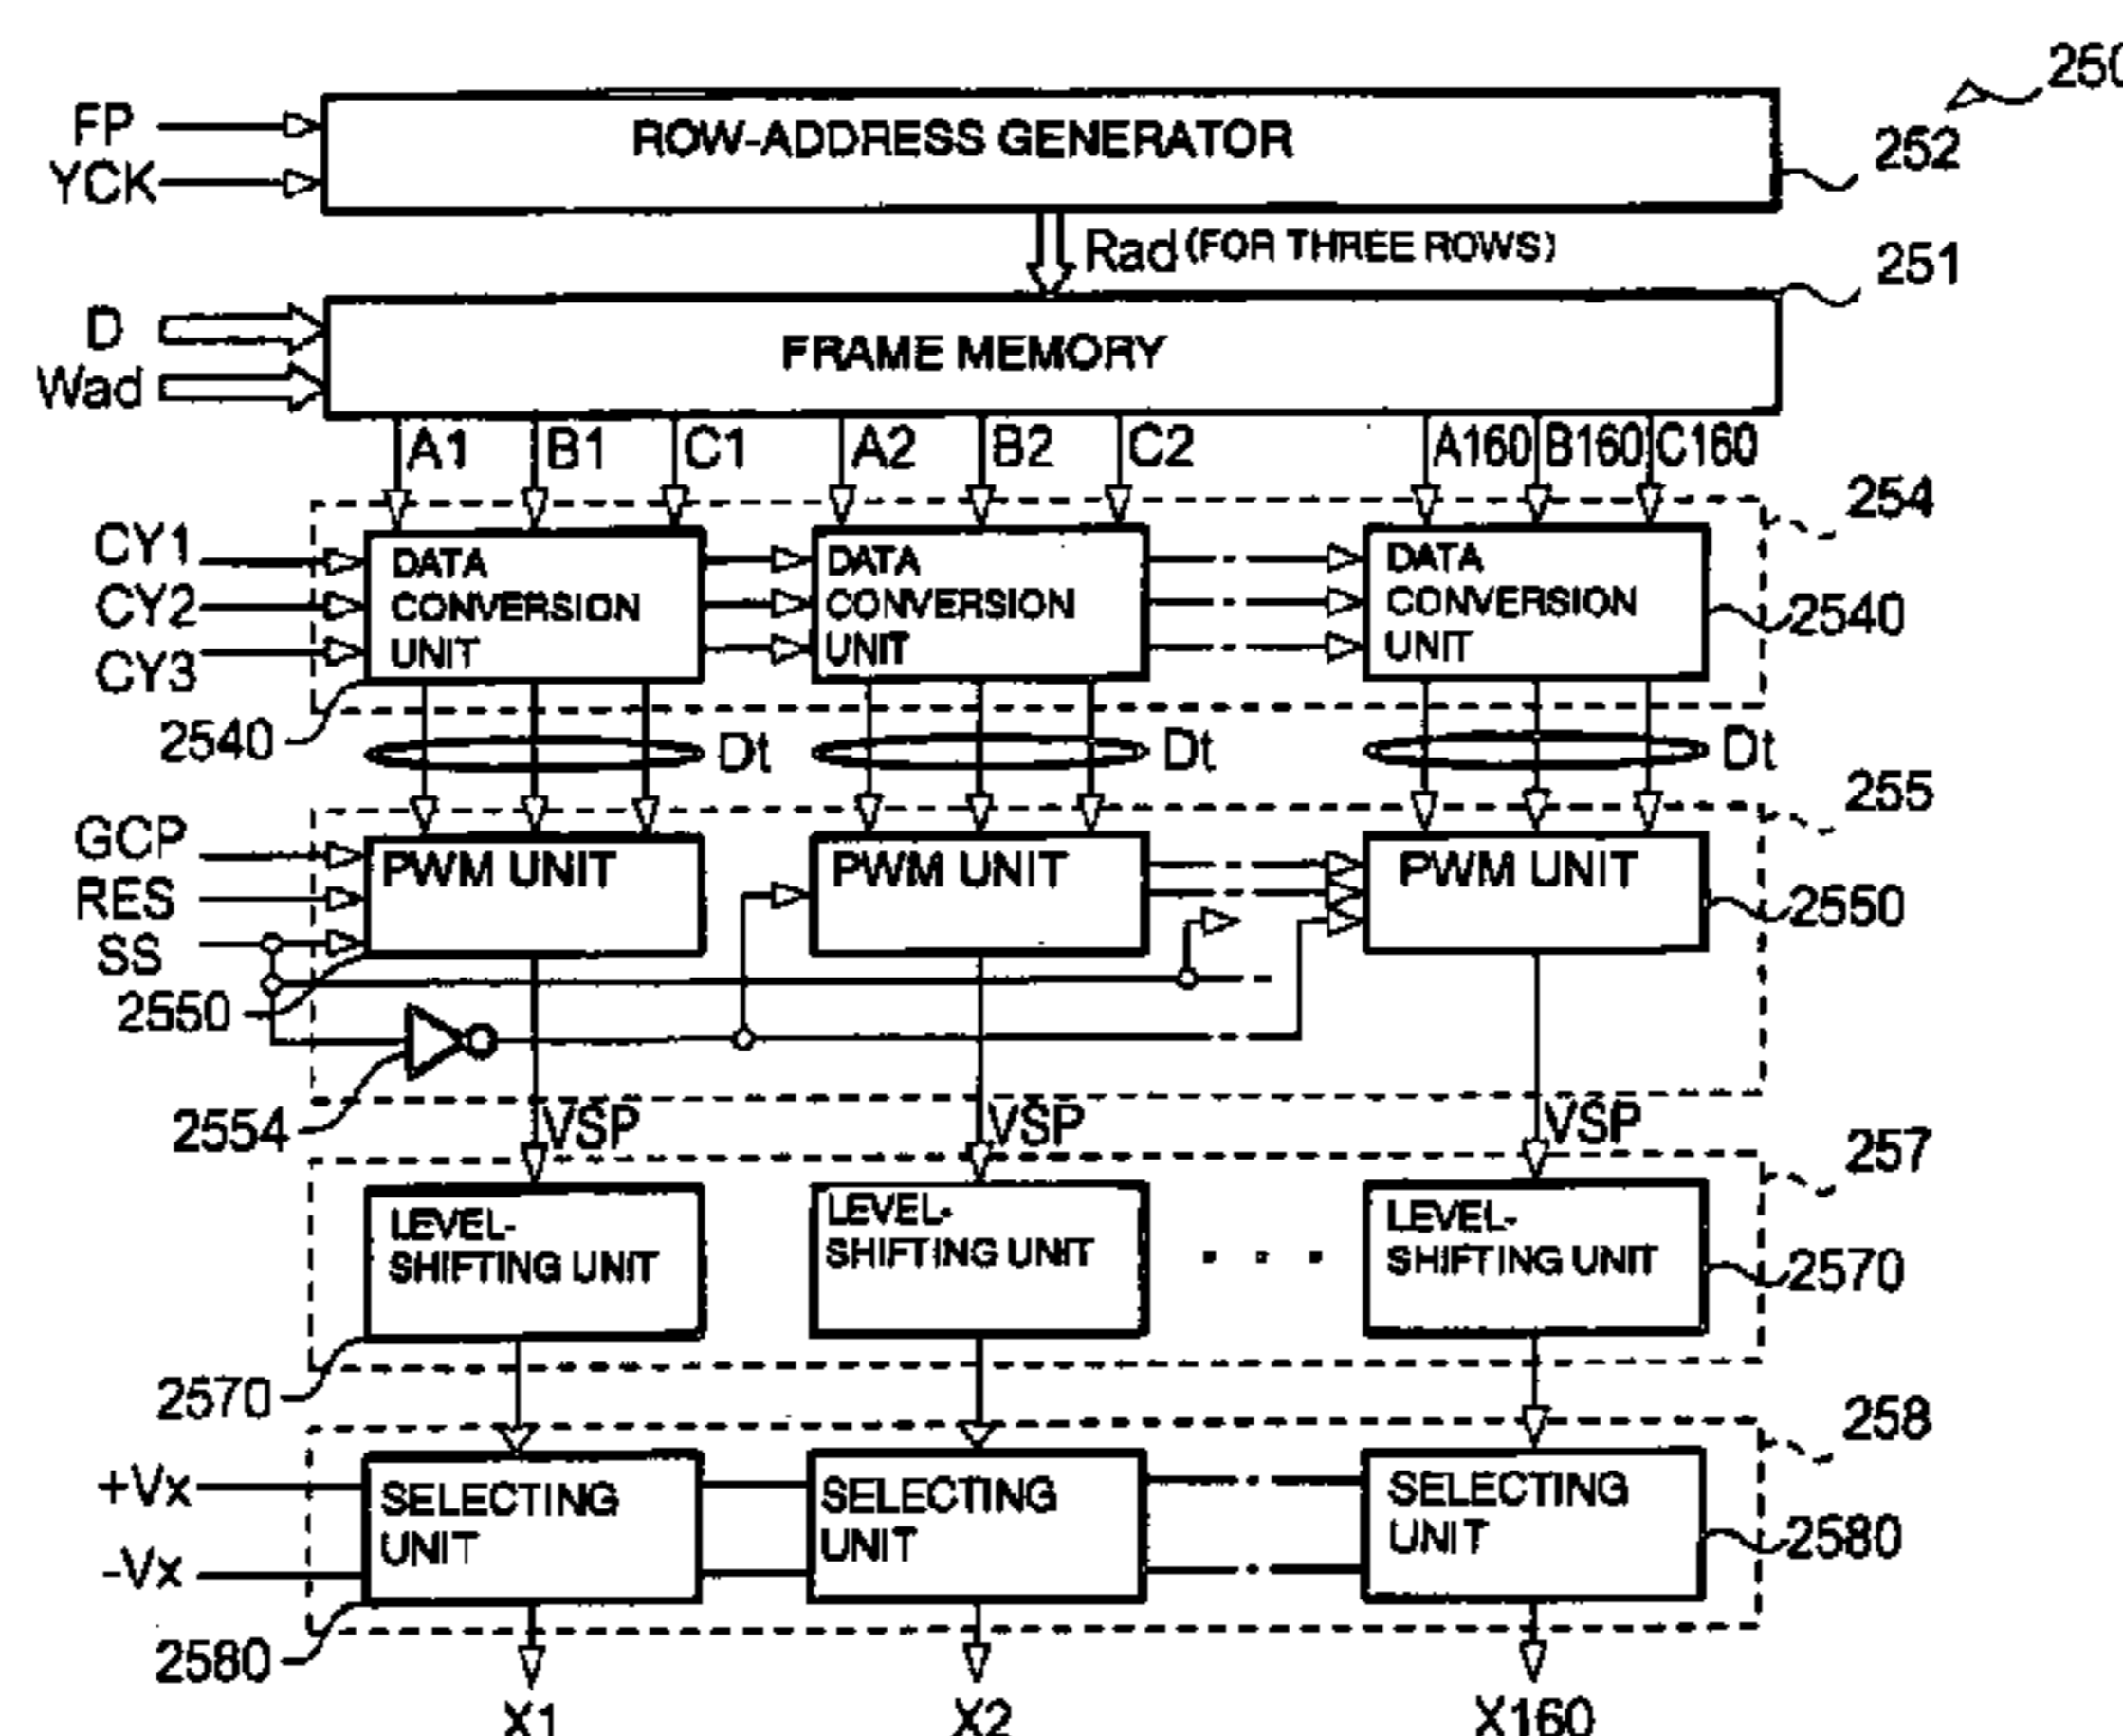 250
FP
ROW-ADDRESS GENERATOR
252
YCK
Rad (FOR THREE ROWS)
251
D
FRAME MEMORY
Wad
A1 B1 C1 A2 B2 C2 A160 B160 C160
254
CY1
CY2
CY3
DATA CONVERSION UNIT
DATA CONVERSION UNIT
DATA CONVERSION UNIT
2540
2540
Dt Dt Dt
255
GCP
RES
SS
PWM UNIT
PWM UNIT
PWM UNIT
2550
2550
2554
VSP VSP VSP
257
LEVEL-
SHIFTING UNIT
LEVEL-
SHIFTING UNIT
. . .
LEVEL-
SHIFTING UNIT
2570
2570
258
+Vx
-Vx
SELECTING
UNIT
SELECTING
UNIT
SELECTING
UNIT
2580
2580
X1 X2 X160